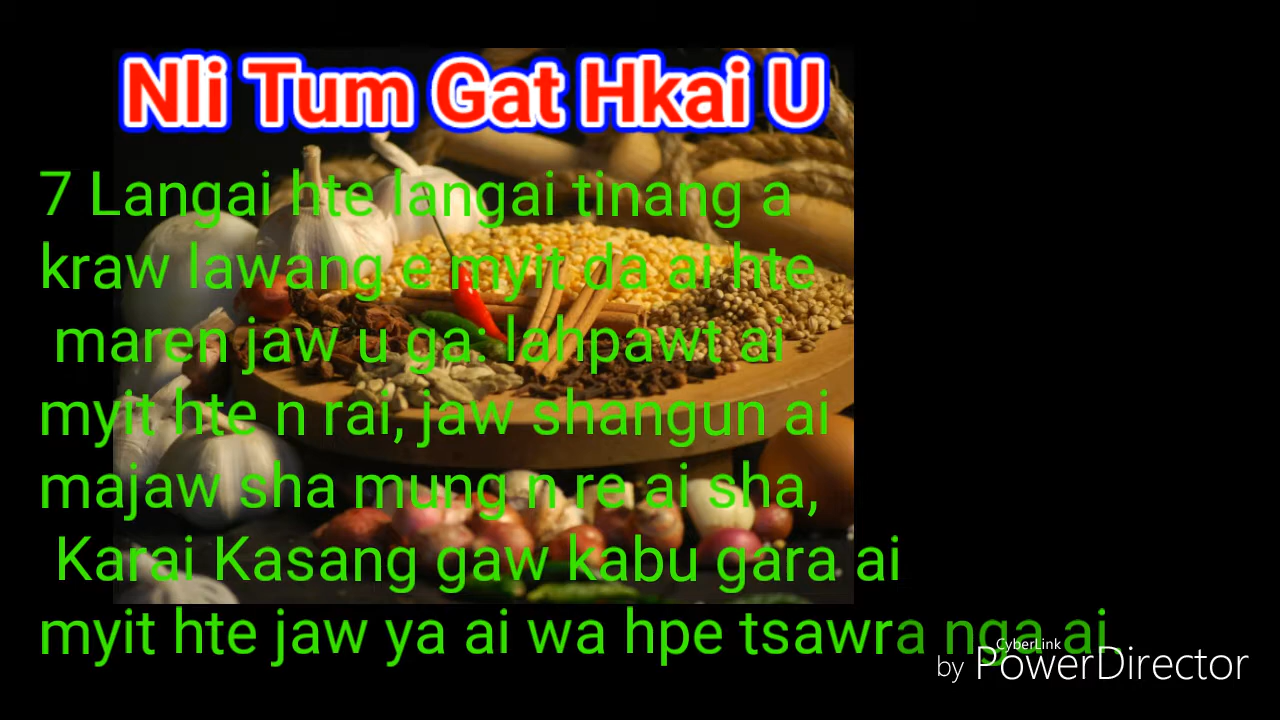 Nli Tum Gat Hkai U
7 Langai hte langai tinang a
kraw lawang e myit da ai hte
maren jaw u ga: lahpawt ai
myit hte n rai, jaw shangun ai
majaw sha mung n re ai sha,
Karai Kasang gaw kabu gara ai
myit hte jaw ya ai wa hpe tsawra nga ai.
CyberLink
by PowerDirector